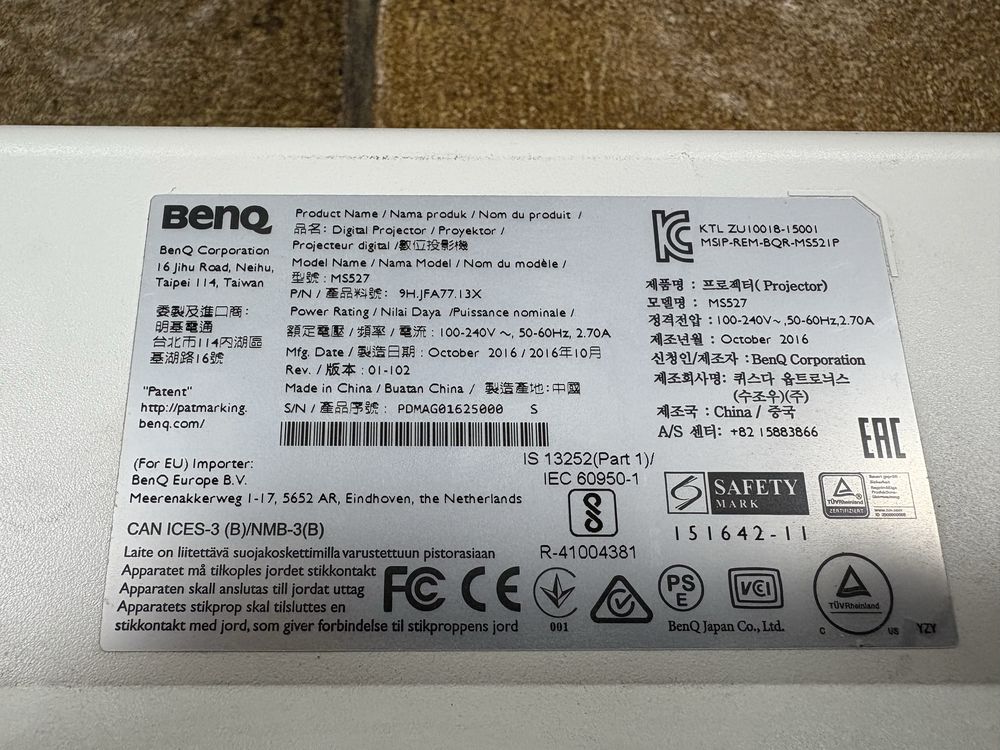 BenQ
BenQ Corporation
16 Jihu Road, Neihu,
Taipei 114, Taiwan
委製及進口商:
明基電通
台北市114內湖區
基湖路16號
"Patent"
http://patmarking.
benq.com/
Product Name / Nama produk / Nom du produit /
品名: Digital Projector / Proyektor /
Projecteur digital /數位投影機
Model Name / Nama Model / Nom du modèle /
型號 : MS527
P/N / 產品料號: 9H.JFA77.13X
Power Rating / Nilai Daya /Puissance nominale /
額定電壓 / 頻率 / 電流 : 100-240V ~, 50-60Hz, 2.70A
Mfg. Date / 製造日期 : October 2016 / 2016年10月
Rev. / 版本 : 01-102
Made in China / Buatan China / 製造產地: 中國
S/N / 產品序號: PDMAG01625000 S
KTL ZU10018-15001
MSIP-REM-BQR-MS521P
제품명 : 프로젝터( Projector)
모델명 : MS527
정격전압 : 100-240V~ ,50-60Hz,2.70A
제조년월 : October 2016
신청인/제조자 : BenQ Corporation
제조회사명: 퀴스다 옵트로닉스
(수조우)(주)
제조국 : China / 중국
A/S 센터: +82 15883866
EAC
(For EU) Importer:
BenQ Europe B.V.
Meerenakkerweg 1-17, 5652 AR, Eindhoven, the Netherlands
IS 13252(Part 1)/
IEC 60950-1
R-41004381
SAFETY
MARK
151642-11
TÜVRheinland
ZERTIFIZIERT
CAN ICES-3 (B)/NMB-3(B)
Laite on liitettävä suojakoskettimilla varustettuun pistorasiaan
Apparatet må tilkoples jordet stikkontakt
Apparaten skall anslutas till jordat uttag
Apparatets stikprop skal tilsluttes en
stikkontakt med jord, som giver forbindelse til stikproppens jord
FC CE
001
PS
E
VCI
BenQ Japan Co., Ltd.
TÜVRheinland
C US
YZY